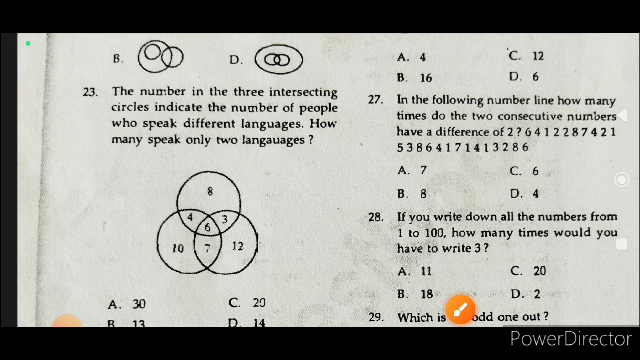 B.
D.
23. The number in the three intersecting
circles indicate the number of people
who speak different languages. How
many speak only two langauages ?
8
4
3
6
10
7
12
A. 30
C. 20
B. 13
D. 14
A. 4
C. 12
B. 16
D. 6
27. In the following number line how many
times do the two consecutive numbers
have a difference of 2 ? 6 4 1 2 2 8 7 4 2 1
5 3 8 6 4 1 7 1 4 1 3 2 8 6
A. 7
C. 6
B. 8
D. 4
28. If you write down all the numbers from
1 to 100, how many times would you
have to write 3 ?
A. 11
C. 20
B. 18
D. 2
29. Which is odd one out ?
PowerDirector